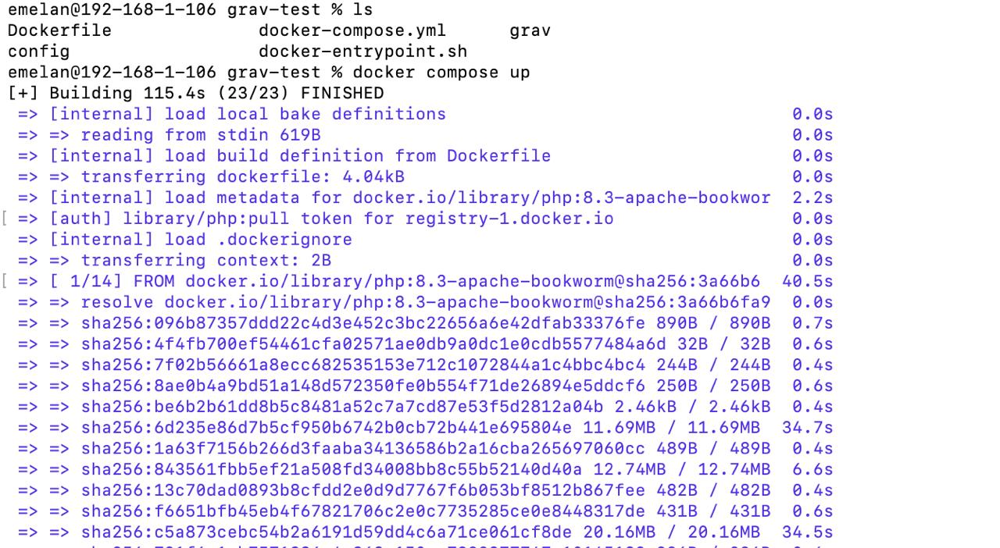 emelan@192-168-1-106 grav-test % ls
Dockerfile docker-compose.yml grav
config docker-entrypoint.sh
emelan@192-168-1-106 grav-test % docker compose up
[+] Building 115.4s (23/23) FINISHED
=> [internal] load local bake definitions 0.0s
=> => reading from stdin 619B 0.0s
=> [internal] load build definition from Dockerfile 0.0s
=> => transferring dockerfile: 4.04kB 0.0s
=> [internal] load metadata for docker.io/library/php:8.3-apache-bookwor 2.2s
[ => [auth] library/php:pull token for registry-1.docker.io 0.0s
=> [internal] load .dockerignore 0.0s
=> => transferring context: 2B 0.0s
[ => [ 1/14] FROM docker.io/library/php:8.3-apache-bookworm@sha256:3a66b6 40.5s
=> => resolve docker.io/library/php:8.3-apache-bookworm@sha256:3a66b6fa9 0.0s
=> => sha256:096b87357ddd22c4d3e452c3bc22656a6e42dfab33376fe 890B / 890B 0.7s
=> => sha256:4f4fb700ef54461cfa02571ae0db9a0dc1e0cdb5577484a6d 32B / 32B 0.6s
=> => sha256:7f02b56661a8ecc682535153e712c1072844a1c4bbc4bc4 244B / 244B 0.4s
=> => sha256:8ae0b4a9bd51a148d572350fe0b554f71de26894e5ddcf6 250B / 250B 0.6s
=> => sha256:be6b2b61dd8b5c8481a52c7a7cd87e53f5d2812a04b 2.46kB / 2.46kB 0.4s
=> => sha256:6d235e86d7b5cf950b6742b0cb72b441e695804e 11.69MB / 11.69MB 34.7s
=> => sha256:1a63f7156b266d3faaba34136586b2a16cba265697060cc 489B / 489B 0.4s
=> => sha256:843561fbb5ef21a508fd34008bb8c55b52140d40a 12.74MB / 12.74MB 6.6s
=> => sha256:13c70dad0893b8cfdd2e0d9d7767f6b053bf8512b867fee 482B / 482B 0.4s
=> => sha256:f6651bfb45eb4f67821706c2e0c7735285ce0e8448317de 431B / 431B 0.6s
=> => sha256:c5a873cebc54b2a6191d59dd4c6a71ce061cf8de 20.16MB / 20.16MB 34.5s